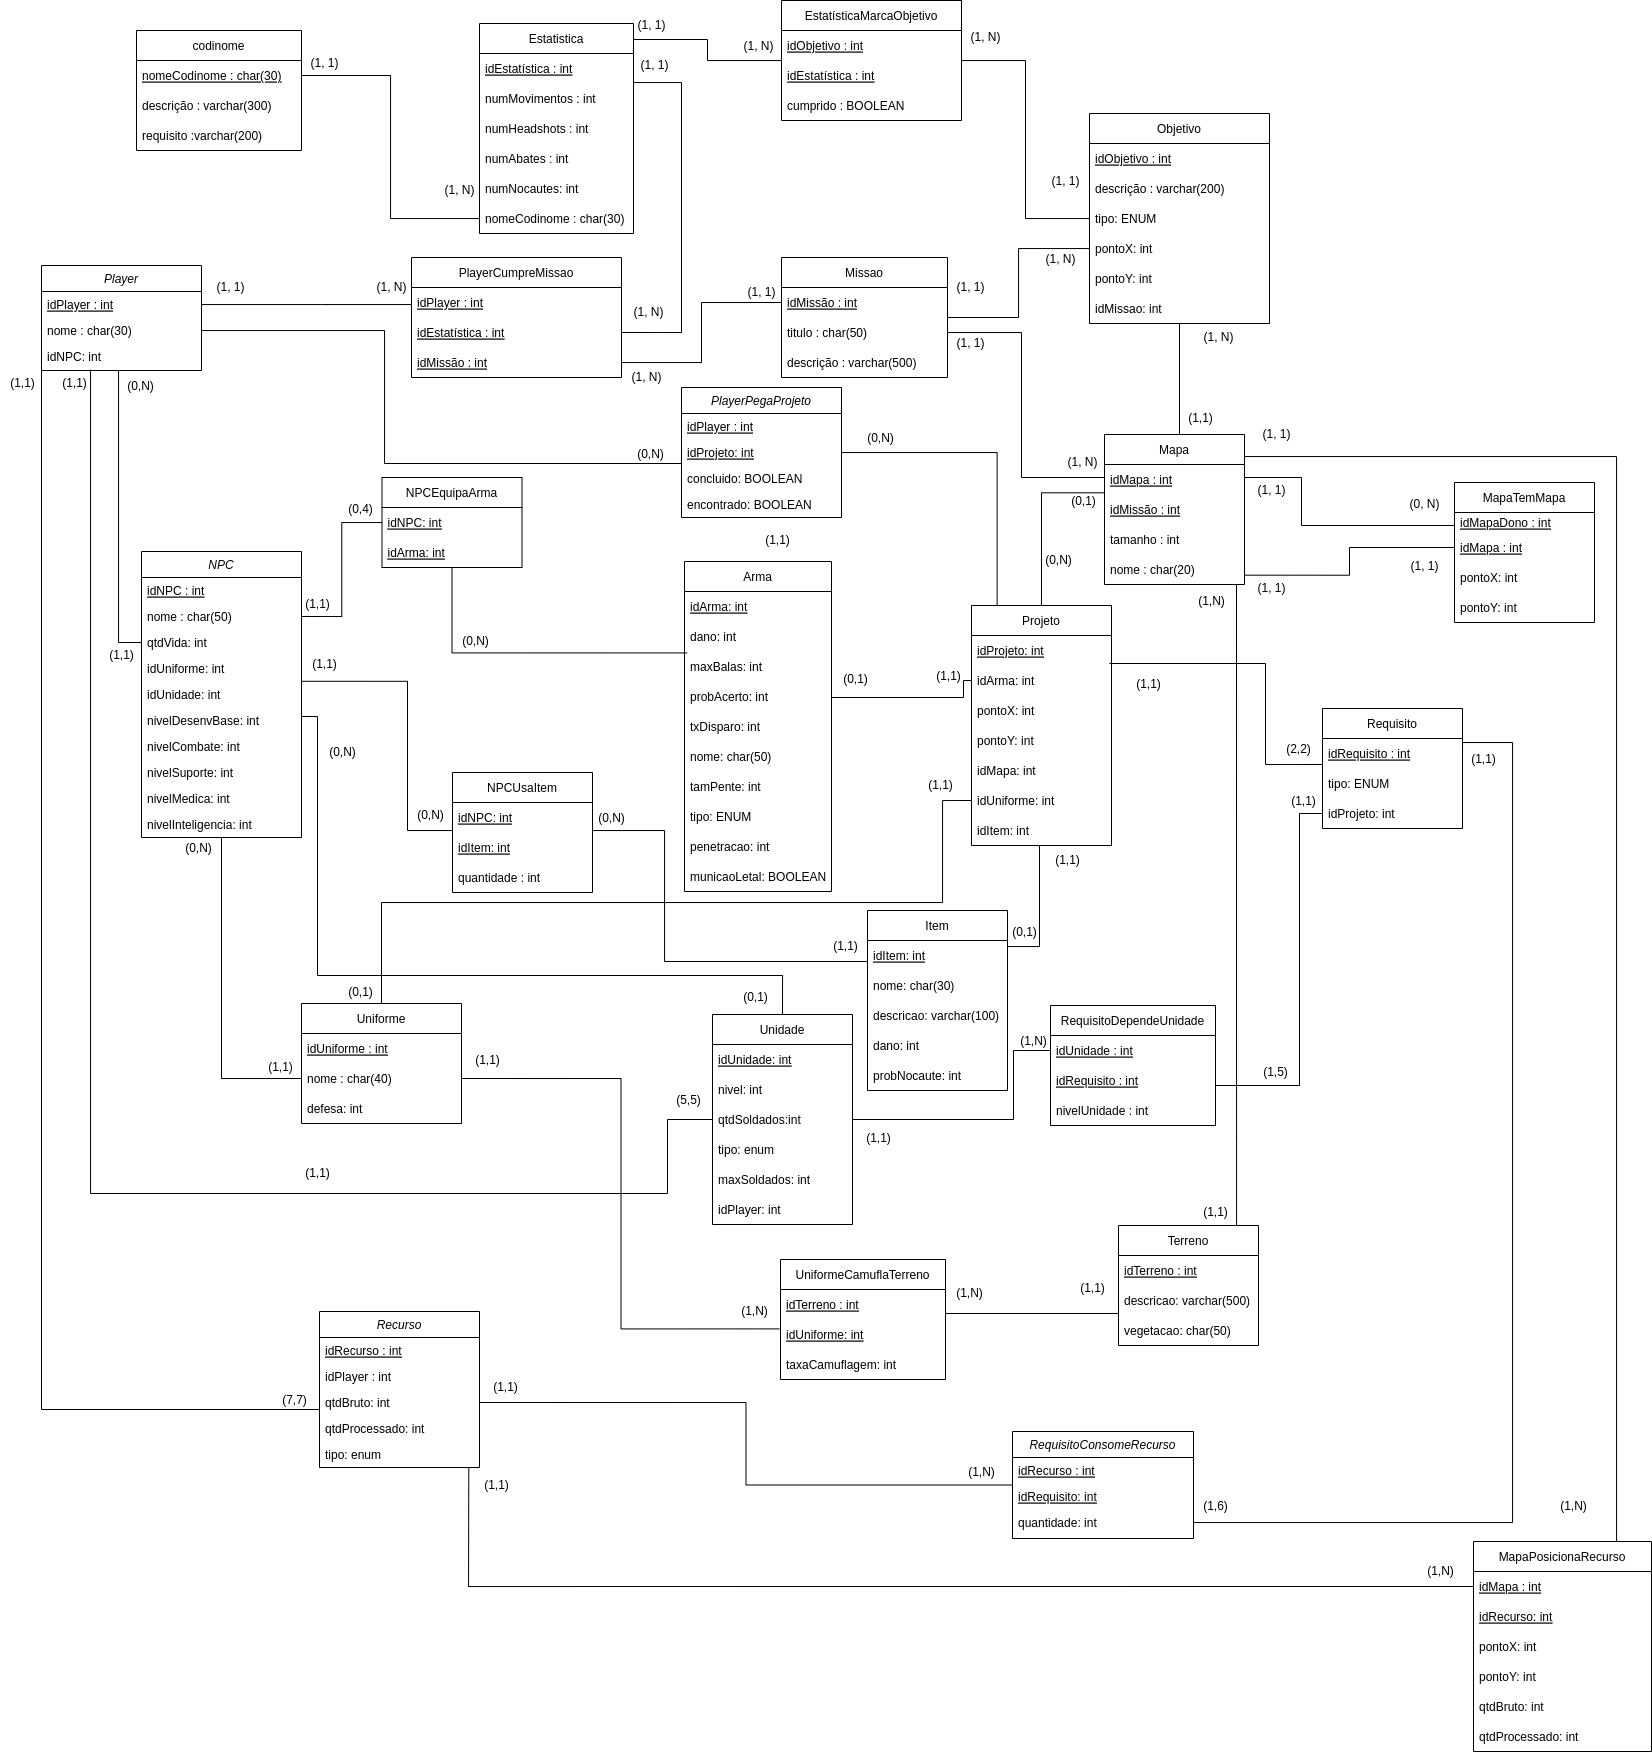 codinome
nomeCodinome : char(30)
descrição : varchar(300)
requisito :varchar(200)
(1, 1)
Estatistica
idEstatística : int
numMovimentos : int
numHeadshots : int
numAbates : int
numNocautes: int
nomeCodinome : char(30)
(1, N)
(1, 1)
(1, 1)
(1, N)
EstatísticaMarcaObjetivo
idObjetivo : int
idEstatística : int
cumprido : BOOLEAN
(1, N)
Objetivo
idObjetivo : int
descrição : varchar(200)
tipo: ENUM
pontoX: int
pontoY: int
idMissao: int
(1, 1)
(1, N)
(1, N)
Player
idPlayer : int
nome : char(30)
idNPC: int
(1, 1)
(1, N)
(1,1)
(1,1)
(0,N)
PlayerCumpreMissao
idPlayer : int
idEstatística : int
idMissão : int
(1, N)
(1, N)
(1, 1)
Missao
idMissão : int
titulo : char(50)
descrição : varchar(500)
(1, 1)
(1, 1)
PlayerPegaProjeto
idPlayer : int
idProjeto: int
concluido: BOOLEAN
encontrado: BOOLEAN
(0,N)
(0,N)
(1,1)
(1,1)
Mapa
idMapa : int
idMissão : int
tamanho : int
nome : char(20)
(1, N)
(0,1)
(0,N)
(1, 1)
(1, 1)
(1, 1)
(1,N)
MapaTemMapa
idMapaDono : int
idMapa : int
pontoX: int
pontoY: int
(0, N)
(1, 1)
NPCEquipaArma
idNPC: int
idArma: int
(0,4)
(0,N)
NPC
idNPC : int
nome : char(50)
qtdVida: int
idUniforme: int
idUnidade: int
nivelDesenvBase: int
nivelCombate: int
nivelSuporte: int
nivelMedica: int
nivelInteligencia: int
(1,1)
(1,1)
(1,1)
(0,N)
(0,N)
Arma
idArma: int
dano: int
maxBalas: int
probAcerto: int
txDisparo: int
nome: char(50)
tamPente: int
tipo: ENUM
penetracao: int
municaoLetal: BOOLEAN
(0,1)
(1,1)
Projeto
idProjeto: int
idArma: int
pontoX: int
pontoY: int
idMapa: int
idUniforme: int
idItem: int
(1,1)
(1,1)
(1,1)
Requisito
idRequisito : int
tipo: ENUM
idProjeto: int
(2,2)
(1,1)
(1,1)
NPCUsaItem
idNPC: int
idItem: int
quantidade : int
(0,N)
(0,N)
Item
idItem: int
nome: char(30)
descricao: varchar(100)
dano: int
probNocaute: int
(1,1)
(0,1)
Uniforme
idUniforme : int
nome : char(40)
defesa: int
(0,1)
(1,1)
(1,1)
Unidade
idUnidade: int
nivel: int
qtdSoldados:int
tipo: enum
maxSoldados: int
idPlayer: int
(0,1)
(5,5)
(1,1)
(1,1)
RequisitoDependeUnidade
idUnidade : int
idRequisito : int
nivelUnidade : int
(1,N)
(1,5)
Terreno
idTerreno : int
descricao: varchar(500)
vegetacao: char(50)
(1,1)
(1,1)
UniformeCamuflaTerreno
idTerreno : int
idUniforme: int
taxaCamuflagem: int
(1,N)
(1,N)
Recurso
idRecurso : int
idPlayer : int
qtdBruto: int
qtdProcessado: int
tipo: enum
(7,7)
(1,1)
(1,1)
RequisitoConsomeRecurso
idRecurso : int
idRequisito: int
quantidade: int
(1,N)
(1,6)
MapaPosicionaRecurso
idMapa : int
idRecurso: int
pontoX: int
pontoY: int
qtdBruto: int
qtdProcessado: int
(1,N)
(1,N)